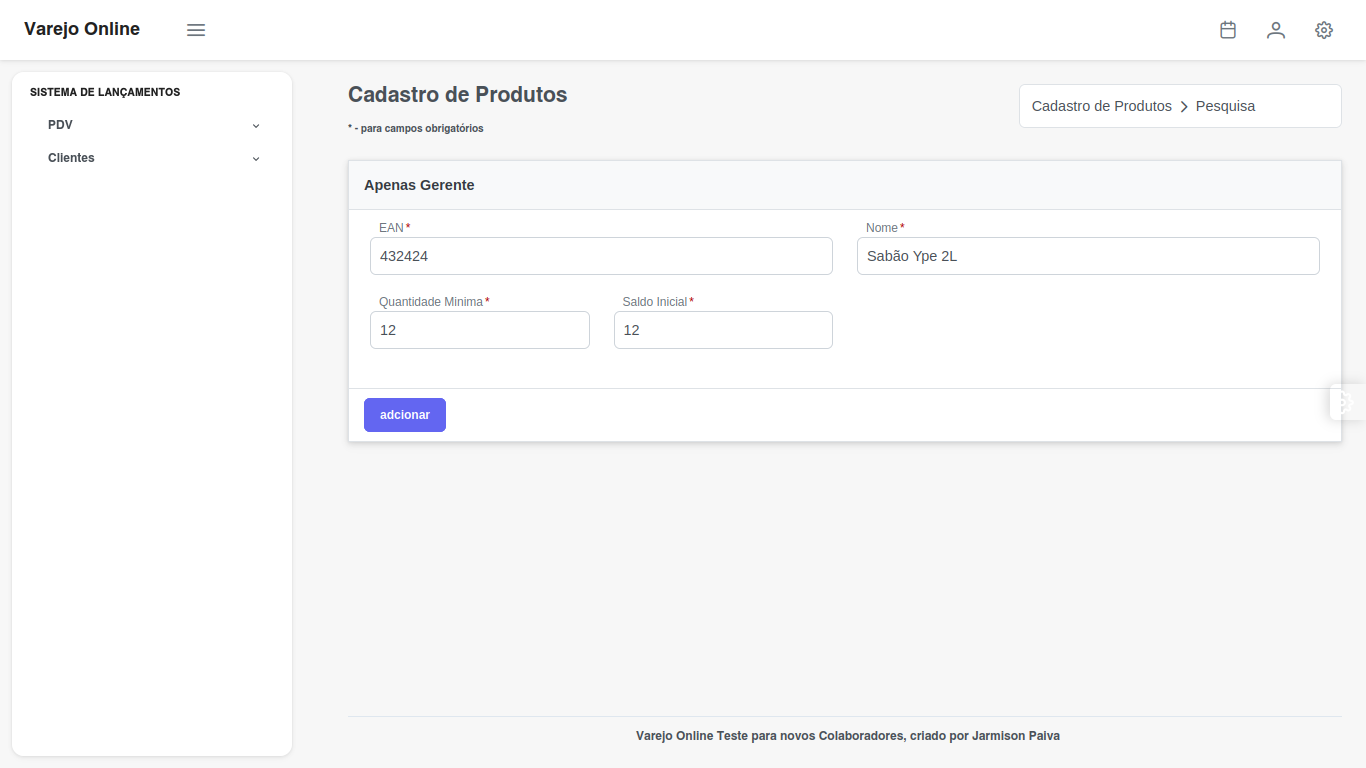 Varejo Online
SISTEMA DE LANÇAMENTOS
PDV
Clientes
Cadastro de Produtos
* - para campos obrigatórios
Cadastro de Produtos > Pesquisa
Apenas Gerente
EAN* Nome*
432424 Sabão Ype 2L
Quantidade Minima* Saldo Inicial*
12 12
adcionar
Varejo Online Teste para novos Colaboradores, criado por Jarmison Paiva